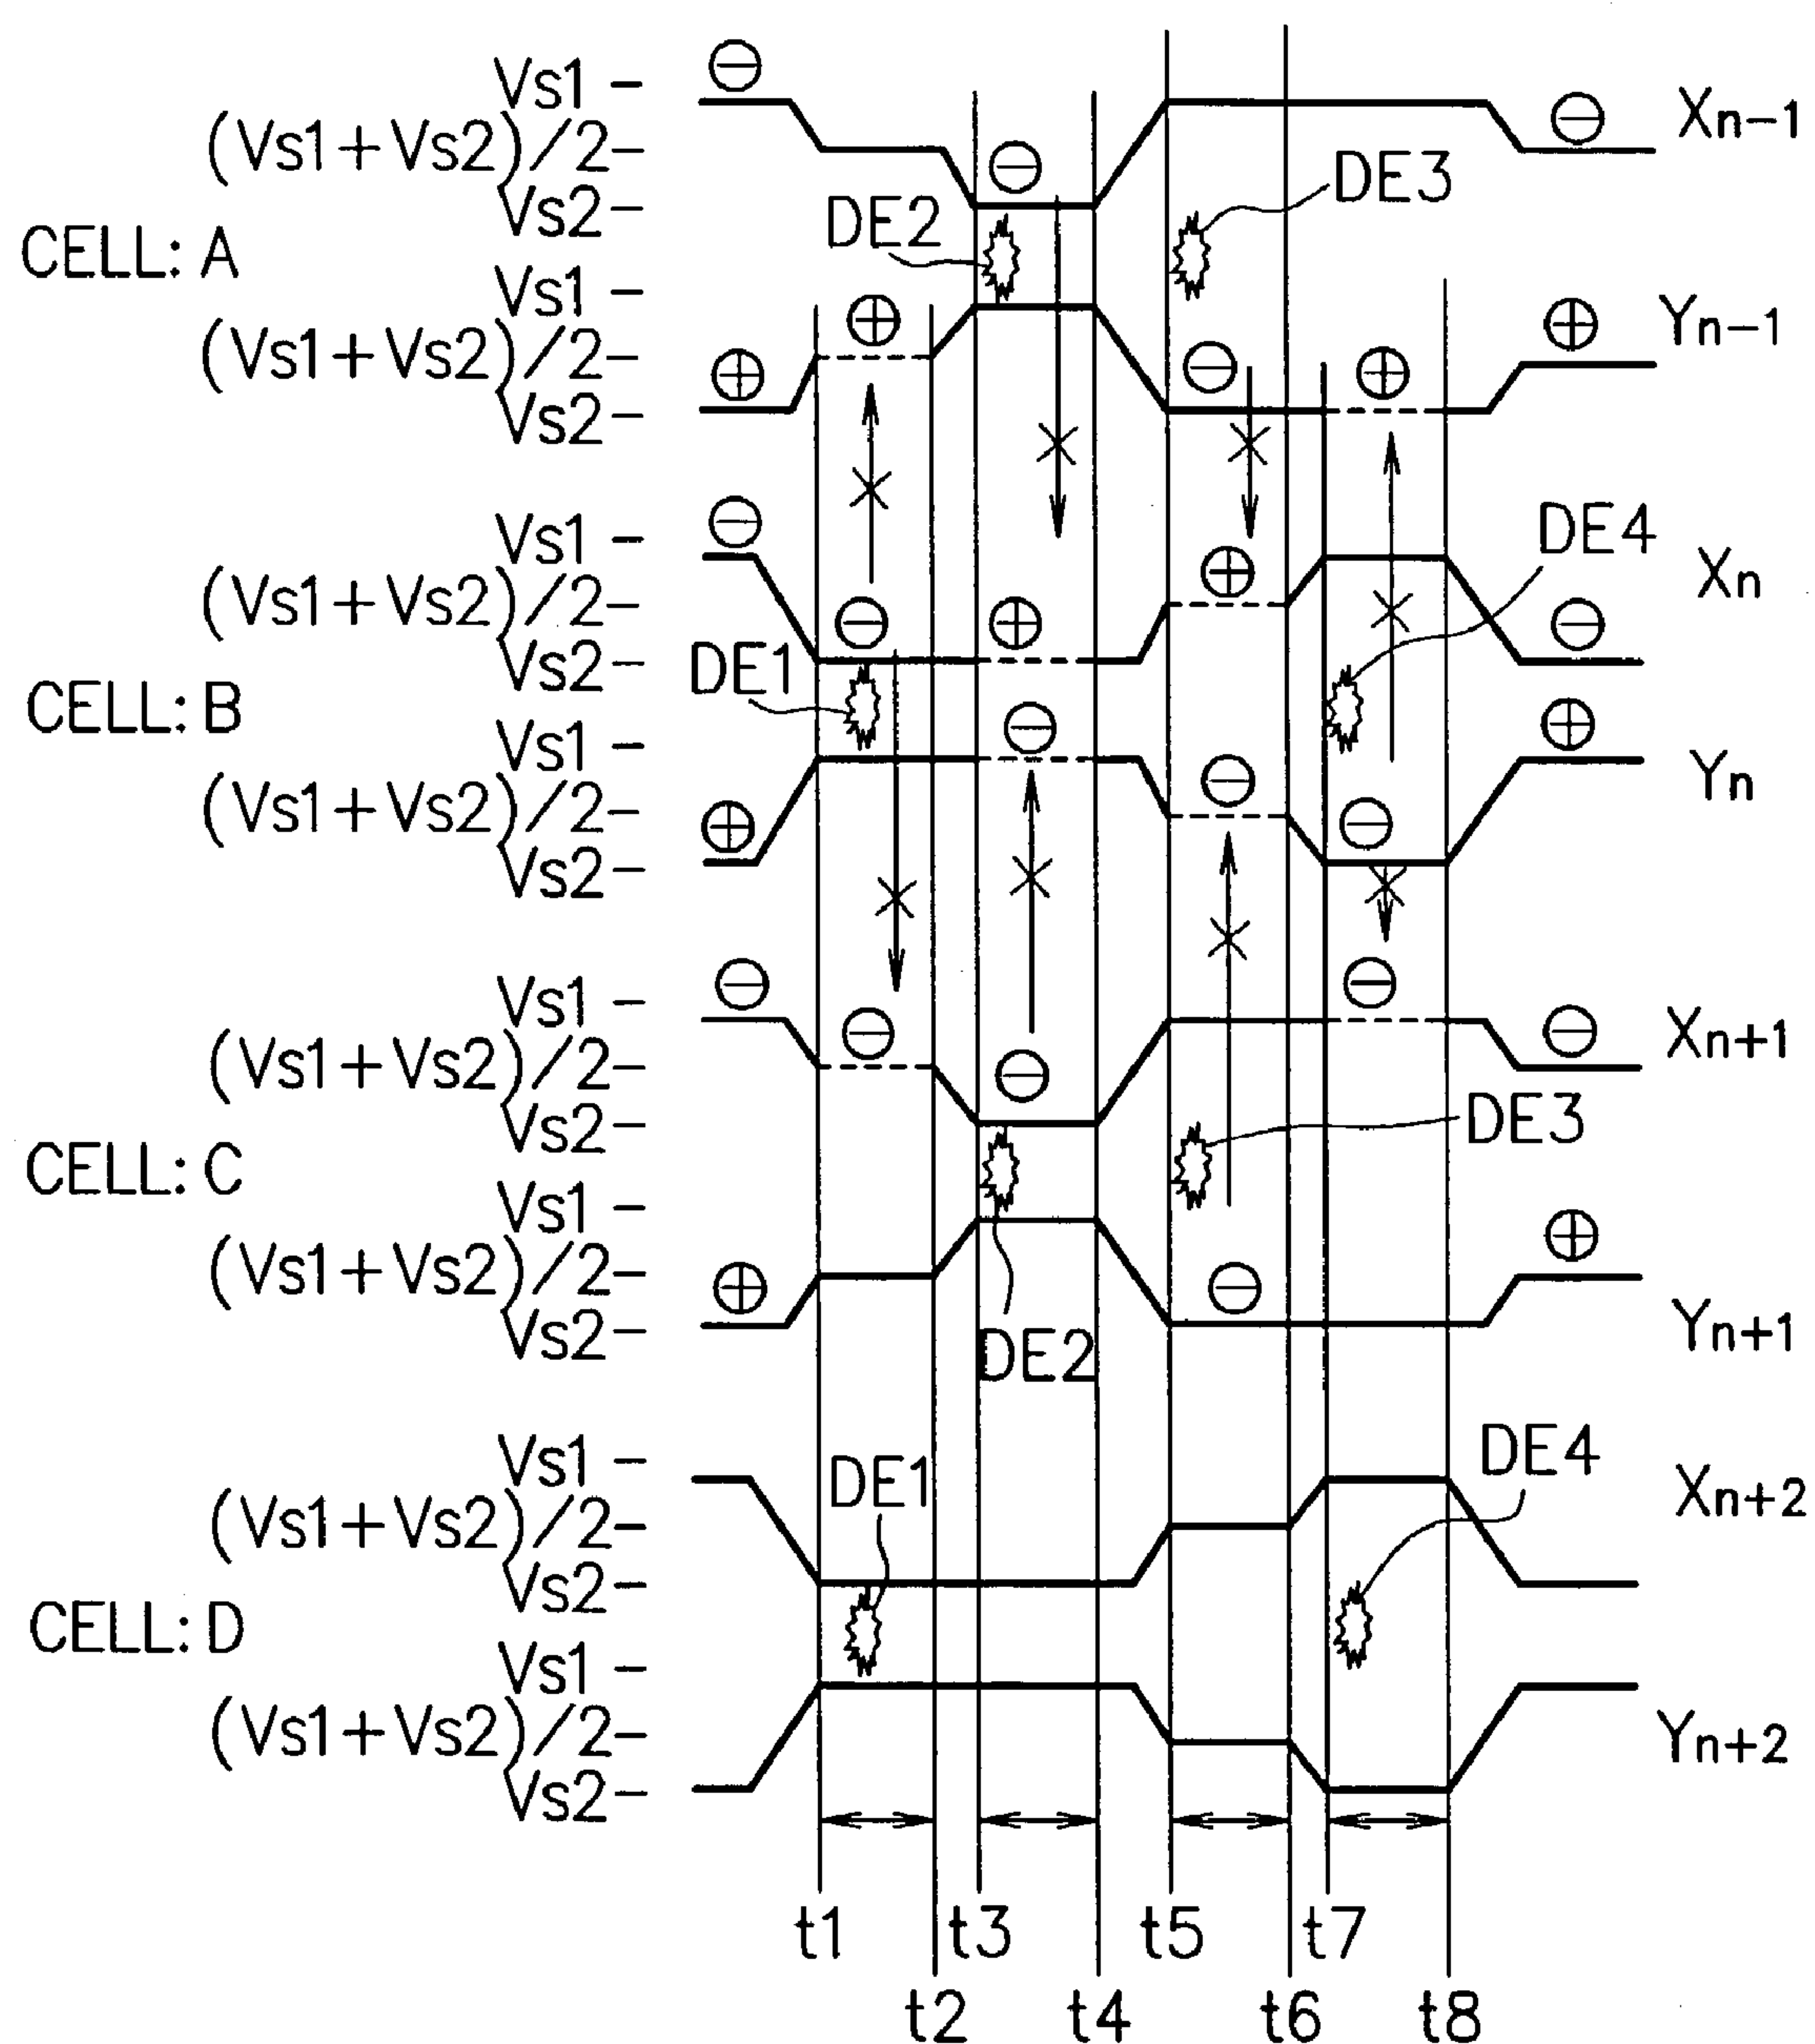 Vs1
(Vs1+Vs2)/2
Vs2
Xn-1
DE3
DE2
CELL: A
Vs1
(Vs1+Vs2)/2
Vs2
Yn-1
⊖ ⊖ ⊖
⊕ ⊕ ⊖ ⊕ ⊕
Vs1
(Vs1+Vs2)/2
Vs2
Xn
DE4
DE1
CELL: B
Vs1
(Vs1+Vs2)/2
Vs2
Yn
⊖ ⊖ ⊕ ⊕ ⊖
⊕ ⊖ ⊖ ⊖ ⊕
Vs1
(Vs1+Vs2)/2
Vs2
Xn+1
DE3
CELL: C
Vs1
(Vs1+Vs2)/2
Vs2
Yn+1
DE2
⊖ ⊖ ⊖ ⊖ ⊖
⊕ ⊖ ⊕
Vs1
(Vs1+Vs2)/2
Vs2
Xn+2
DE1
DE4
CELL: D
Vs1
(Vs1+Vs2)/2
Vs2
Yn+2
t1 t3 t5 t7
t2 t4 t6 t8